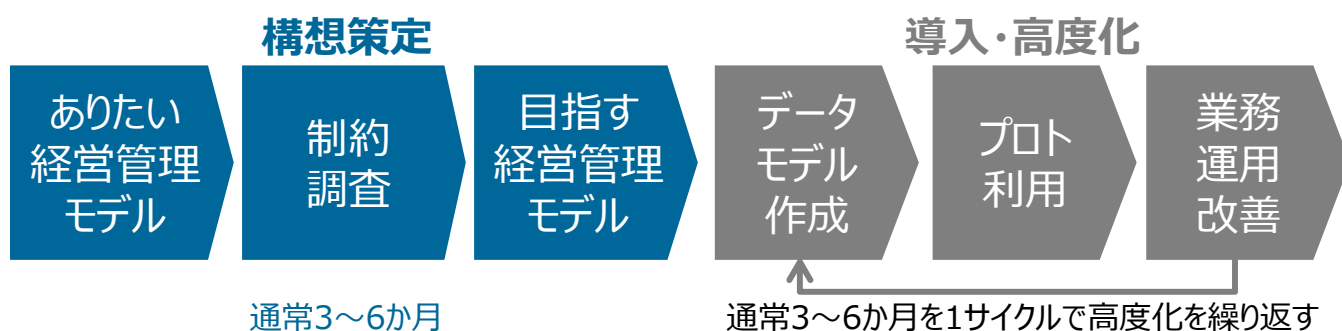 構想策定
導入・高度化
ありたい
経営管理
モデル
制約
調査
目指す
経営管理
モデル
データ
モデル
作成
プロト
利用
業務
運用
改善
通常3～6か月
通常3～6か月を1サイクルで高度化を繰り返す